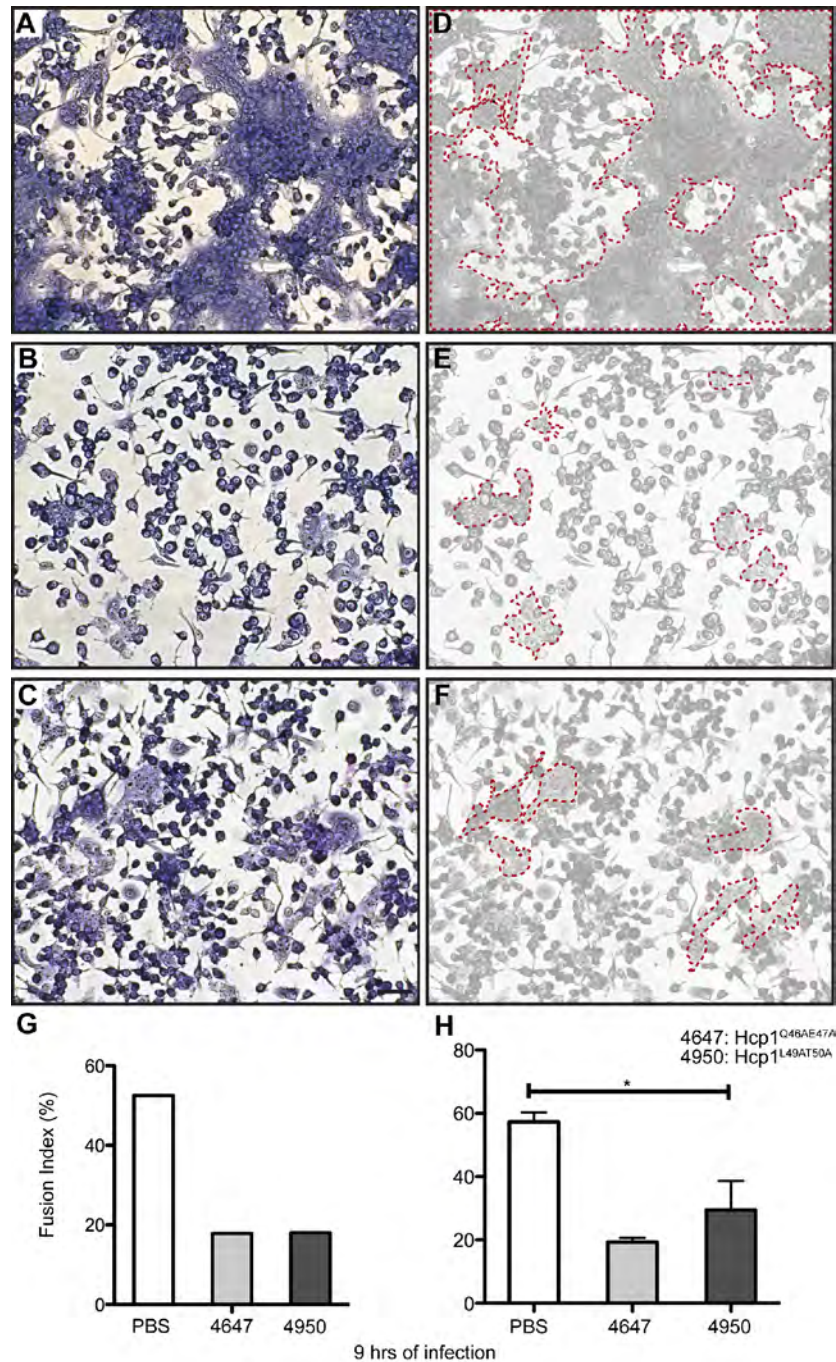 A
D
B
E
C
F
G
H
4647: Hcp1Q46AE47A
4950: Hcp1L49AT50A
Fusion Index (%)
60
40
20
0
PBS
4647
4950
80
60
40
20
0
*
PBS
4647
4950
9 hrs of infection